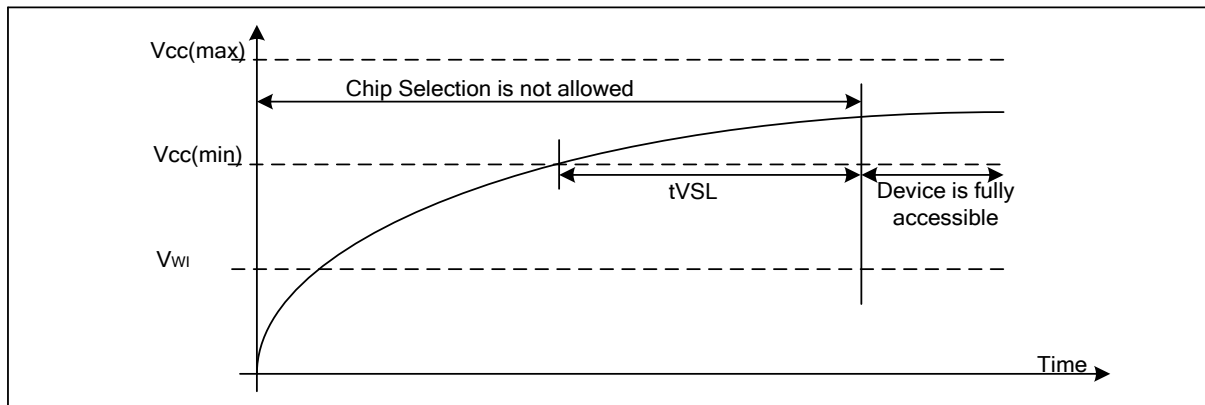 Vcc(max)
Chip Selection is not allowed
Vcc(min)
tVSL
Device is fully
accessible
VWI
Time